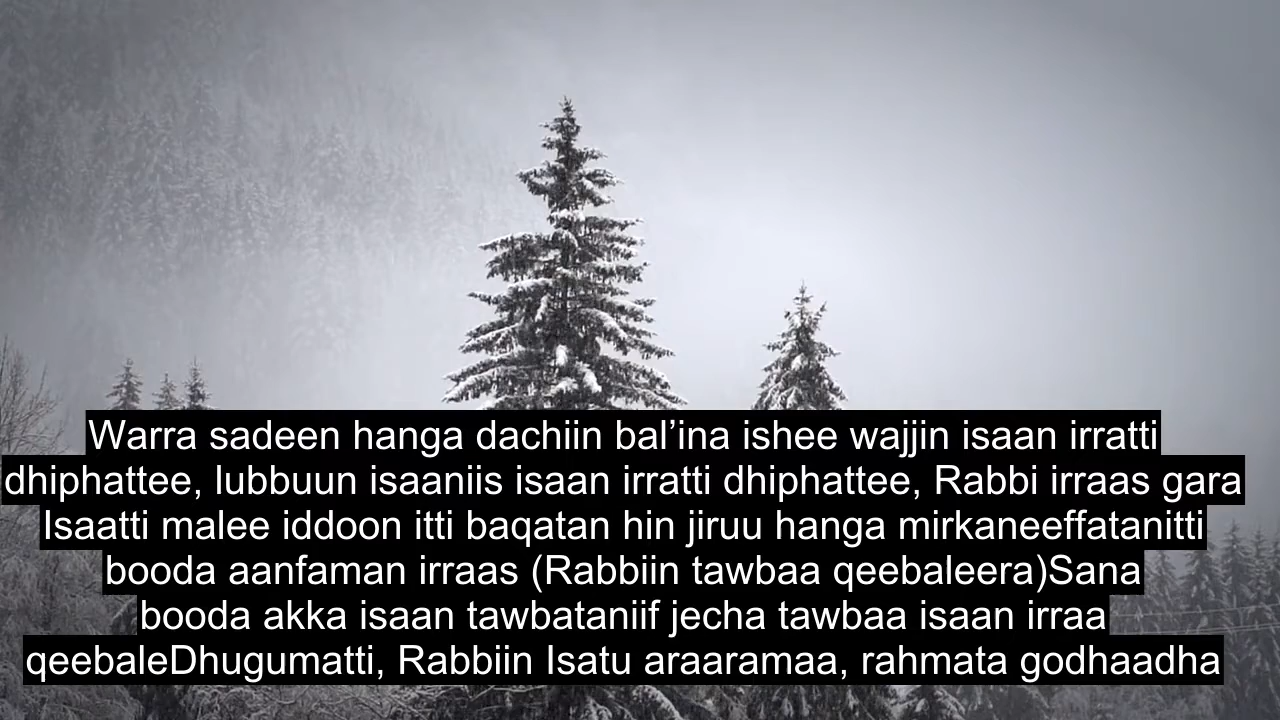 Warra sadeen hanga dachiin bal’ina ishee wajjin isaan irratti
dhiphattee, lubbuun isaaniis isaan irratti dhiphattee, Rabbi irraas gara
Isaatti malee iddoon itti baqatan hin jiruu hanga mirkaneeffatanitti
booda aanfaman irraas (Rabbiin tawbaa qeebaleera)Sana
booda akka isaan tawbataniif jecha tawbaa isaan irraa
qeebaleDhugumatti, Rabbiin Isatu araaramaa, rahmata godhaadha